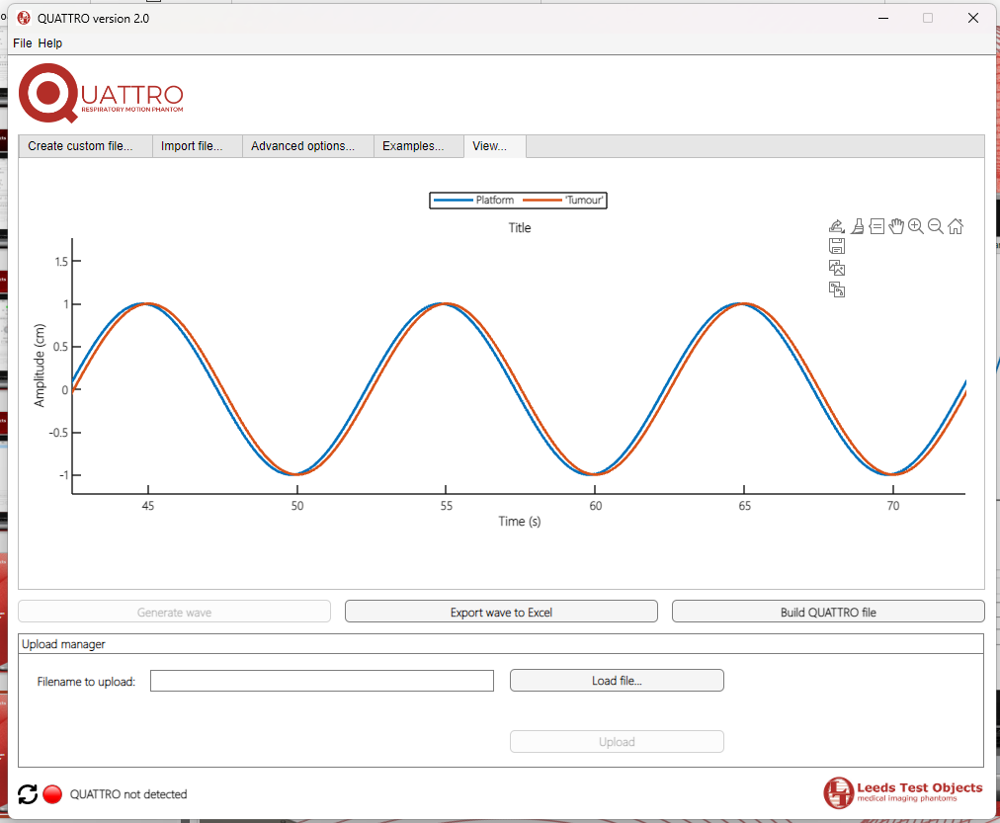 QUATTRO version 2.0
File Help
QUATTRO
RESPIRATORY MOTION PHANTOM
Create custom file... Import file... Advanced options... Examples... View...
Platform 'Tumour'
Title
1.5
1
0.5
0
-0.5
-1
Amplitude (cm)
45 50 55 60 65 70
Time (s)
Generate wave Export wave to Excel Build QUATTRO file
Upload manager
Filename to upload: Load file...
Upload
QUATTRO not detected
Leeds Test Objects
medical imaging phantoms